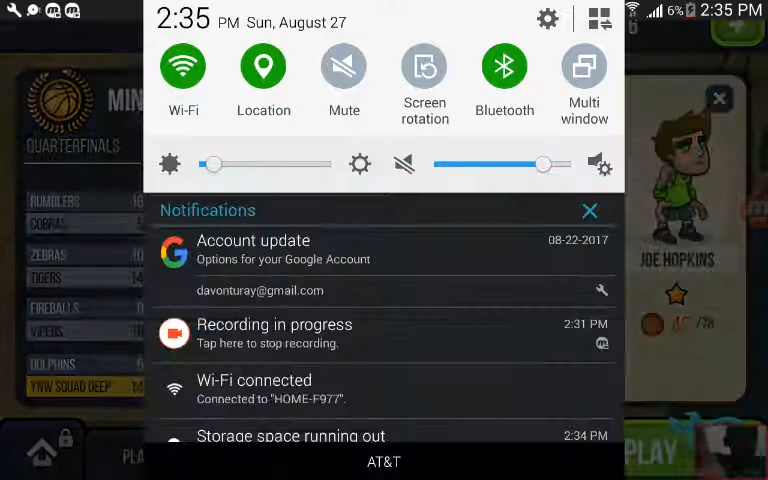 2:35 PM Sun, August 27
6% 2:35 PM
Wi-Fi
Location
Mute
Screen rotation
Bluetooth
Multi window
Notifications
Account update 08-22-2017
Options for your Google Account
davonturay@gmail.com
Recording in progress 2:31 PM
Tap here to stop recording.
Wi-Fi connected
Connected to "HOME-F977".
Storage space running out 2:34 PM
AT&T
MIN
QUARTERFINALS
RUMBLERS
COBRAS
ZEBRAS
TIGERS
FIREBALLS
VIPERS
DOLPHINS
YNW SQUAD DEEP
JOE HOPKINS
/78
PLA
PLAY